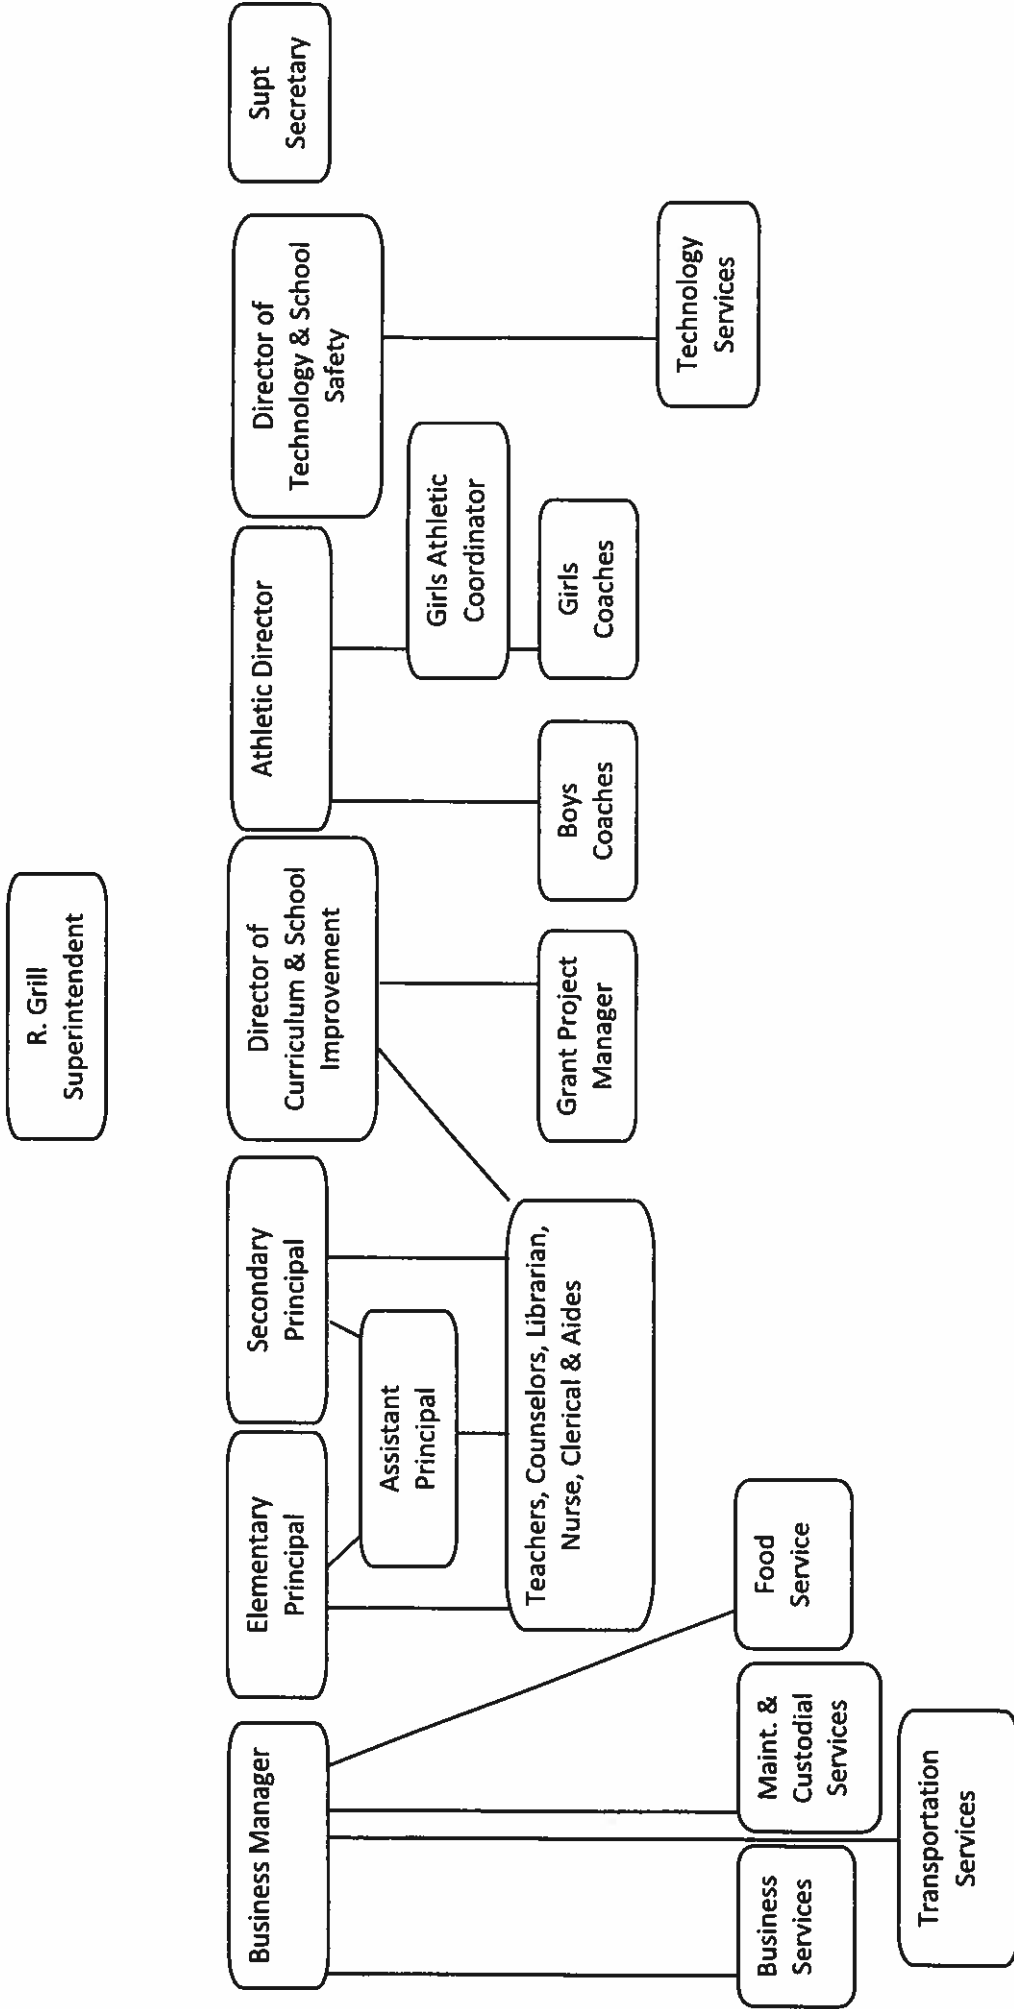 R. Grill
Superintendent
Business Manager
Elementary
Principal
Secondary
Principal
Director of
Curriculum & School
Improvement
Athletic Director
Director of
Technology & School
Safety
Supt
Secretary
Assistant
Principal
Girls Athletic
Coordinator
Teachers, Counselors, Librarian,
Nurse, Clerical & Aides
Grant Project
Manager
Boys
Coaches
Girls
Coaches
Technology
Services
Business
Services
Maint. &
Custodial
Services
Food
Service
Transportation
Services